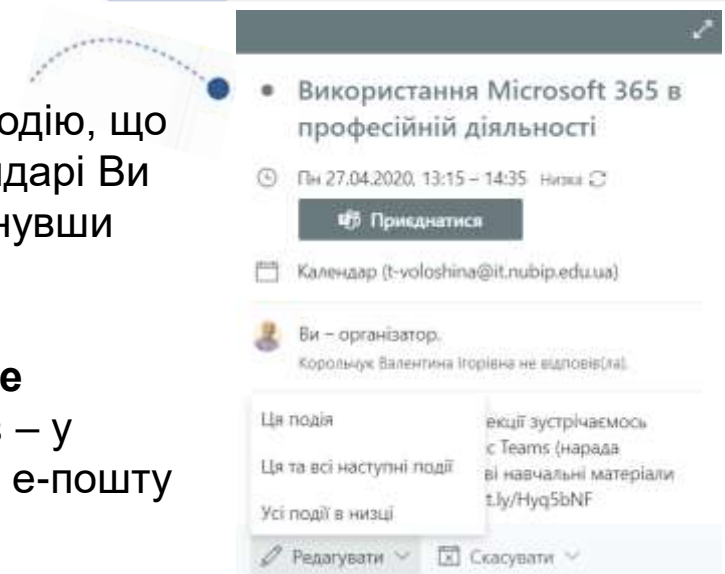 одію, що
ндарі Ви
нувши
е
– у
е-пошту
Використання Microsoft 365 в
професійній діяльності
Пн 27.04.2020, 13:15 – 14:35 Низка
Приєднатися
Календар (t-voloshina@it.nubip.edu.ua)
Ви – організатор.
Корольчук Валентина Ігорівна не відповів(ла).
Ця подія
Ця та всі наступні події
Усі події в низці
екції зустрічаємось
с Teams (нарада
ві навчальні матеріали
t.ly/Hyq5bNF
Редагувати
Скасувати